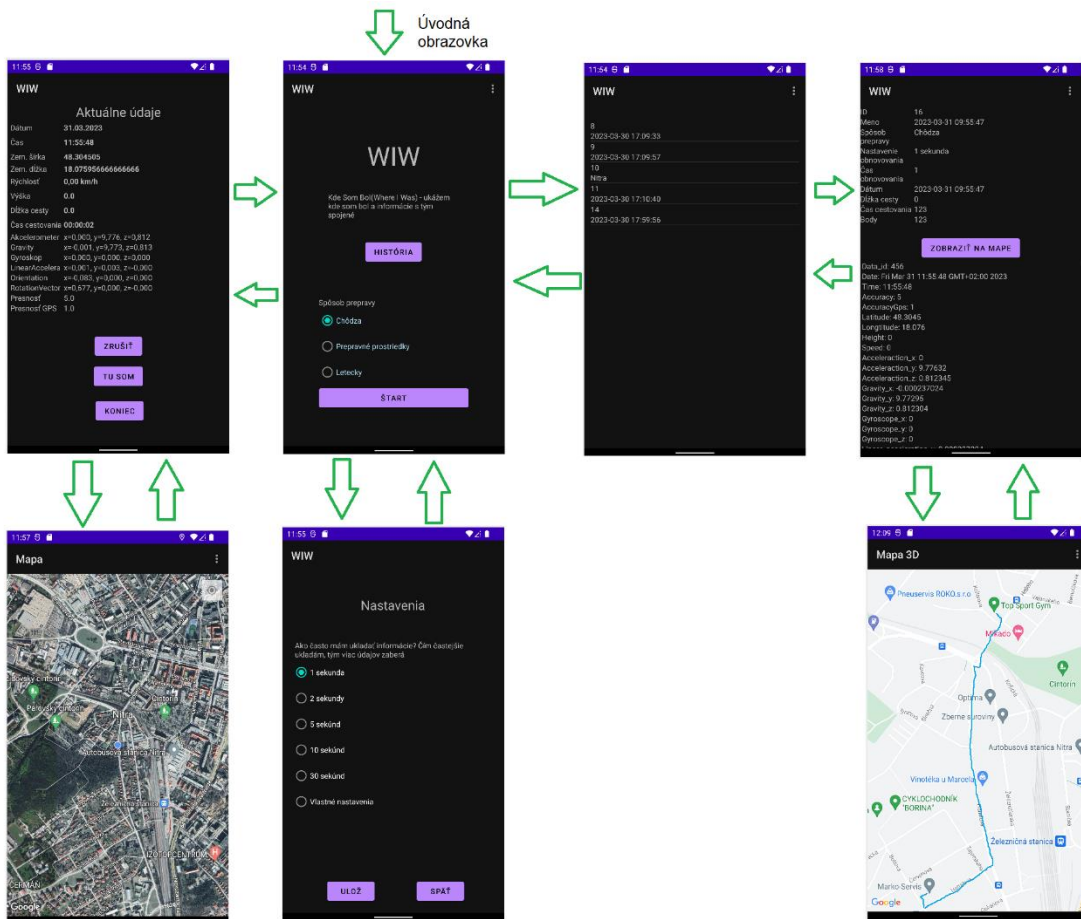 Úvodná
obrazovka
11:55
WIW
Aktuálne údaje
Dátum 31.03.2023
Čas 11:55:48
Zem. šírka 48.304505
Zem. dĺžka 18.075956666666666
Rýchlosť 0,00 km/h
Výška 0.0
Dĺžka cesty 0.0
Čas cestovania 00:00:02
Akcelerometer x=0,000, y=9,776, z=0,812
Gravity x=-0,001, y=9,773, z=0,813
Gyroskop x=0,000, y=0,000, z=0,000
LinearAccelera x=0,001, y=0,003, z=-0,000
Orientation x=-0,083, y=0,000, z=-0,000
RotationVector x=0,677, y=0,000, z=-0,000
Presnosť 5.0
Presnosť GPS 1.0
ZRUŠIŤ
TU SOM
KONIEC
11:54
WIW
WIW
Kde Som Bol(Where I Was) - ukážem
kde som bol a informácie s tým
spojené
HISTÓRIA
Spôsob prepravy
Chôdza
Prepravné prostriedky
Letecky
ŠTART
11:54
WIW
8
2023-03-30 17:09:33
9
2023-03-30 17:09:57
10
Nitra
11
2023-03-30 17:10:40
14
2023-03-30 17:59:56
11:58
WIW
ID 16
Meno 2023-03-31 09:55:47
Spôsob Chôdza
prepravy
Nastavenie 1 sekunda
obnovovania
Čas 1
obnovovania
Dátum 2023-03-31 09:55:47
Dĺžka cesty 0
Čas cestovania 123
Body 123
ZOBRAZIŤ NA MAPE
Data_id: 456
Date: Fri Mar 31 11:55:48 GMT+02:00 2023
Time: 11:55:48
Accuracy: 5
AccuracyGps: 1
Latitude: 48.3045
Longtitude: 18.076
Height: 0
Speed: 0
Acceleraction_x: 0
Acceleraction_y: 9.77632
Acceleraction_z: 0.812345
Gravity_x: -0.000237024
Gravity_y: 9.77296
Gravity_z: 0.812304
Gyroscope_x: 0
Gyroscope_y: 0
Gyroscope_z: 0
11:57
Mapa
Nitra
Cintorín
Autobusová stanica Nitra
Železničná stanica
IZOTOPCENTRUM
ČERMÁŇ
Google
11:55
WIW
Nastavenia
Ako často mám ukladať informácie? Čím častejšie
ukladám, tým viac údajov zaberá
1 sekunda
2 sekundy
5 sekúnd
10 sekúnd
30 sekúnd
Vlastné nastavenia
ULOŽ
SPÄŤ
12:09
Mapa 3D
Pneuservis ROKO.s.r.o
Top Sport Gym
Mikado
Cintorín
Optima
Zberne suroviny
Autobusová stanica Nitra
Vinotéka u Marcela
CYKLOCHODNÍK
"BORINA"
Železničná stanica
Marko-Servis
Google